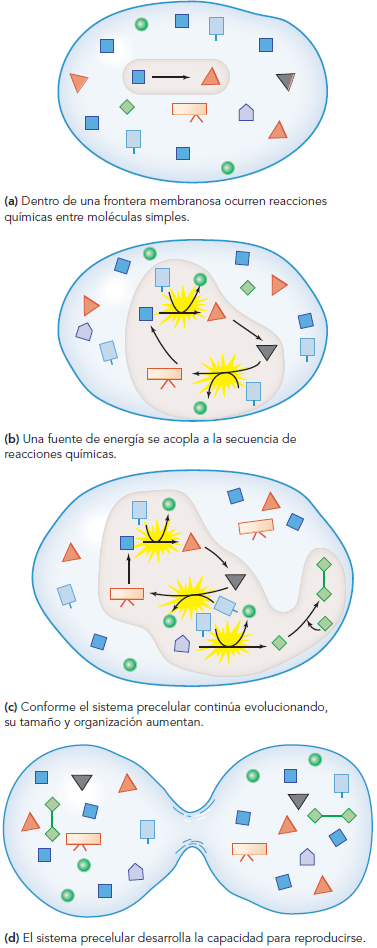 (a) Dentro de una frontera membranosa ocurren reacciones
químicas entre moléculas simples.
(b) Una fuente de energía se acopla a la secuencia de
reacciones químicas.
(c) Conforme el sistema precelular continúa evolucionando,
su tamaño y organización aumentan.
(d) El sistema precelular desarrolla la capacidad para reproducirse.